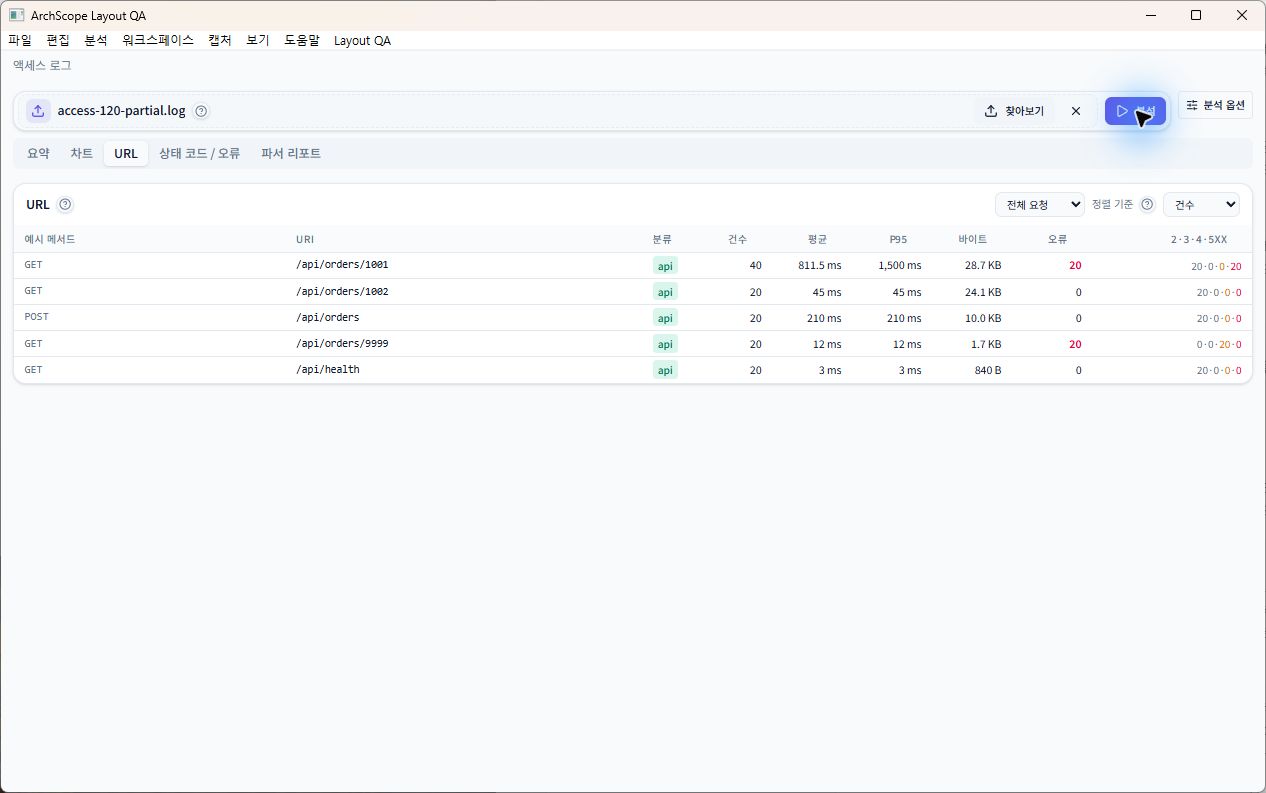 ArchScope Layout QA
파일 편집 분석 워크스페이스 캡처 보기 도움말 Layout QA
액세스 로그
access-120-partial.log ? 찾아보기 분석 옵션
요약 차트 URL 상태 코드 / 오류 파서 리포트
URL ? 전체 요청 정렬 기준 ? 건수
예시 메서드 URI 분류 건수 평균 P95 바이트 오류 2·3·4·5XX
GET /api/orders/1001 api 40 811.5 ms 1,500 ms 28.7 KB 20 20·0·0·20
GET /api/orders/1002 api 20 45 ms 45 ms 24.1 KB 0 20·0·0·0
POST /api/orders api 20 210 ms 210 ms 10.0 KB 0 20·0·0·0
GET /api/orders/9999 api 20 12 ms 12 ms 1.7 KB 20 0·0·20·0
GET /api/health api 20 3 ms 3 ms 840 B 0 20·0·0·0